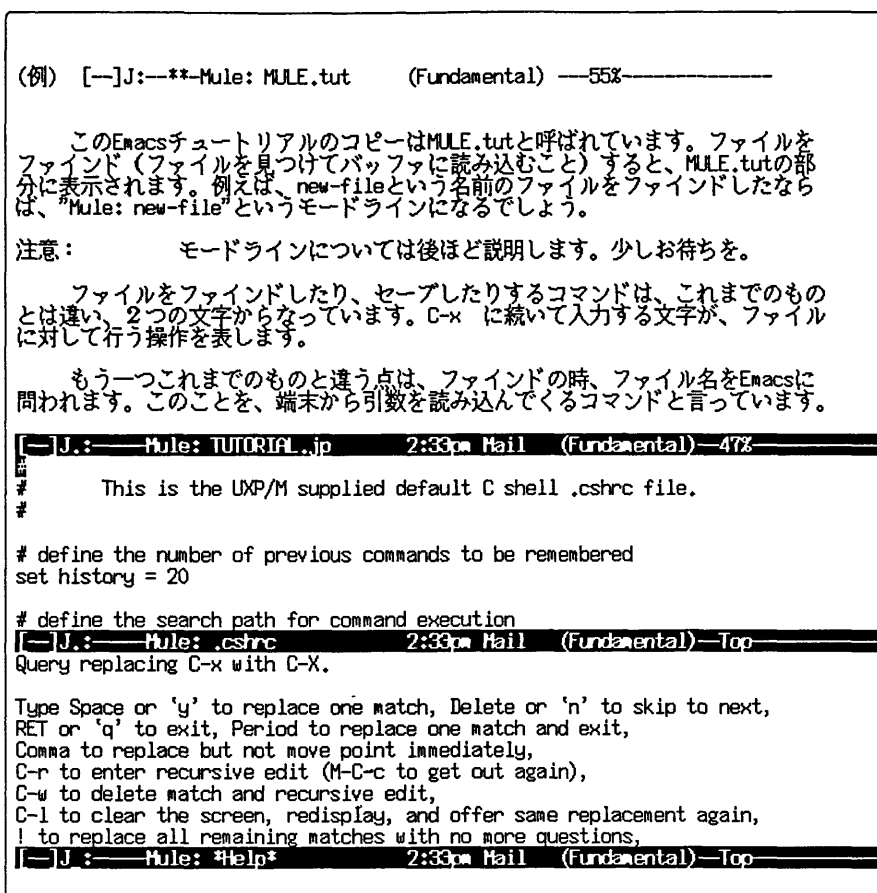 (例)  [--]J:--**-Mule: MULE.tut     (Fundamental) ---55%--------------
このEmacsチュートリアルのコピーはMULE.tutと呼ばれています。ファイルを
ファインド(ファイルを見つけてバッファに読み込むこと)すると、MULE.tutの部
分に表示されます。例えば、new-fileという名前のファイルをファインドしたなら
ば、"Mule: new-file"というモードラインになるでしょう。
注意:          モードラインについては後ほど説明します。少しお待ちを。
ファイルをファインドしたり、セーブしたりするコマンドは、これまでのもの
とは違い、2つの文字からなっています。C-x に続いて入力する文字が、ファイル
に対して行う操作を表します。
もう一つこれまでのものと違う点は、ファインドの時、ファイル名をEmacsに
問われます。このことを、端末から引数を読み込んでくるコマンドと言っています。
[--]J.:----Mule: TUTORIAL.jp       2:33pm Mail   (Fundamental)--47%----------
#
#       This is the UXP/M supplied default C shell .cshrc file.
#
# define the number of previous commands to be remembered
set history = 20
# define the search path for command execution
[--]J.:----Mule: .cshrc            2:33pm Mail   (Fundamental)--Top----------
Query replacing C-x with C-X.
Type Space or `y' to replace one match, Delete or `n' to skip to next,
RET or `q' to exit, Period to replace one match and exit,
Comma to replace but not move point immediately,
C-r to enter recursive edit (M-C-c to get out again),
C-w to delete match and recursive edit,
C-l to clear the screen, redisplay, and offer same replacement again,
! to replace all remaining matches with no more questions,
[--]J_:----Mule: *Help*            2:33pm Mail   (Fundamental)--Top----------